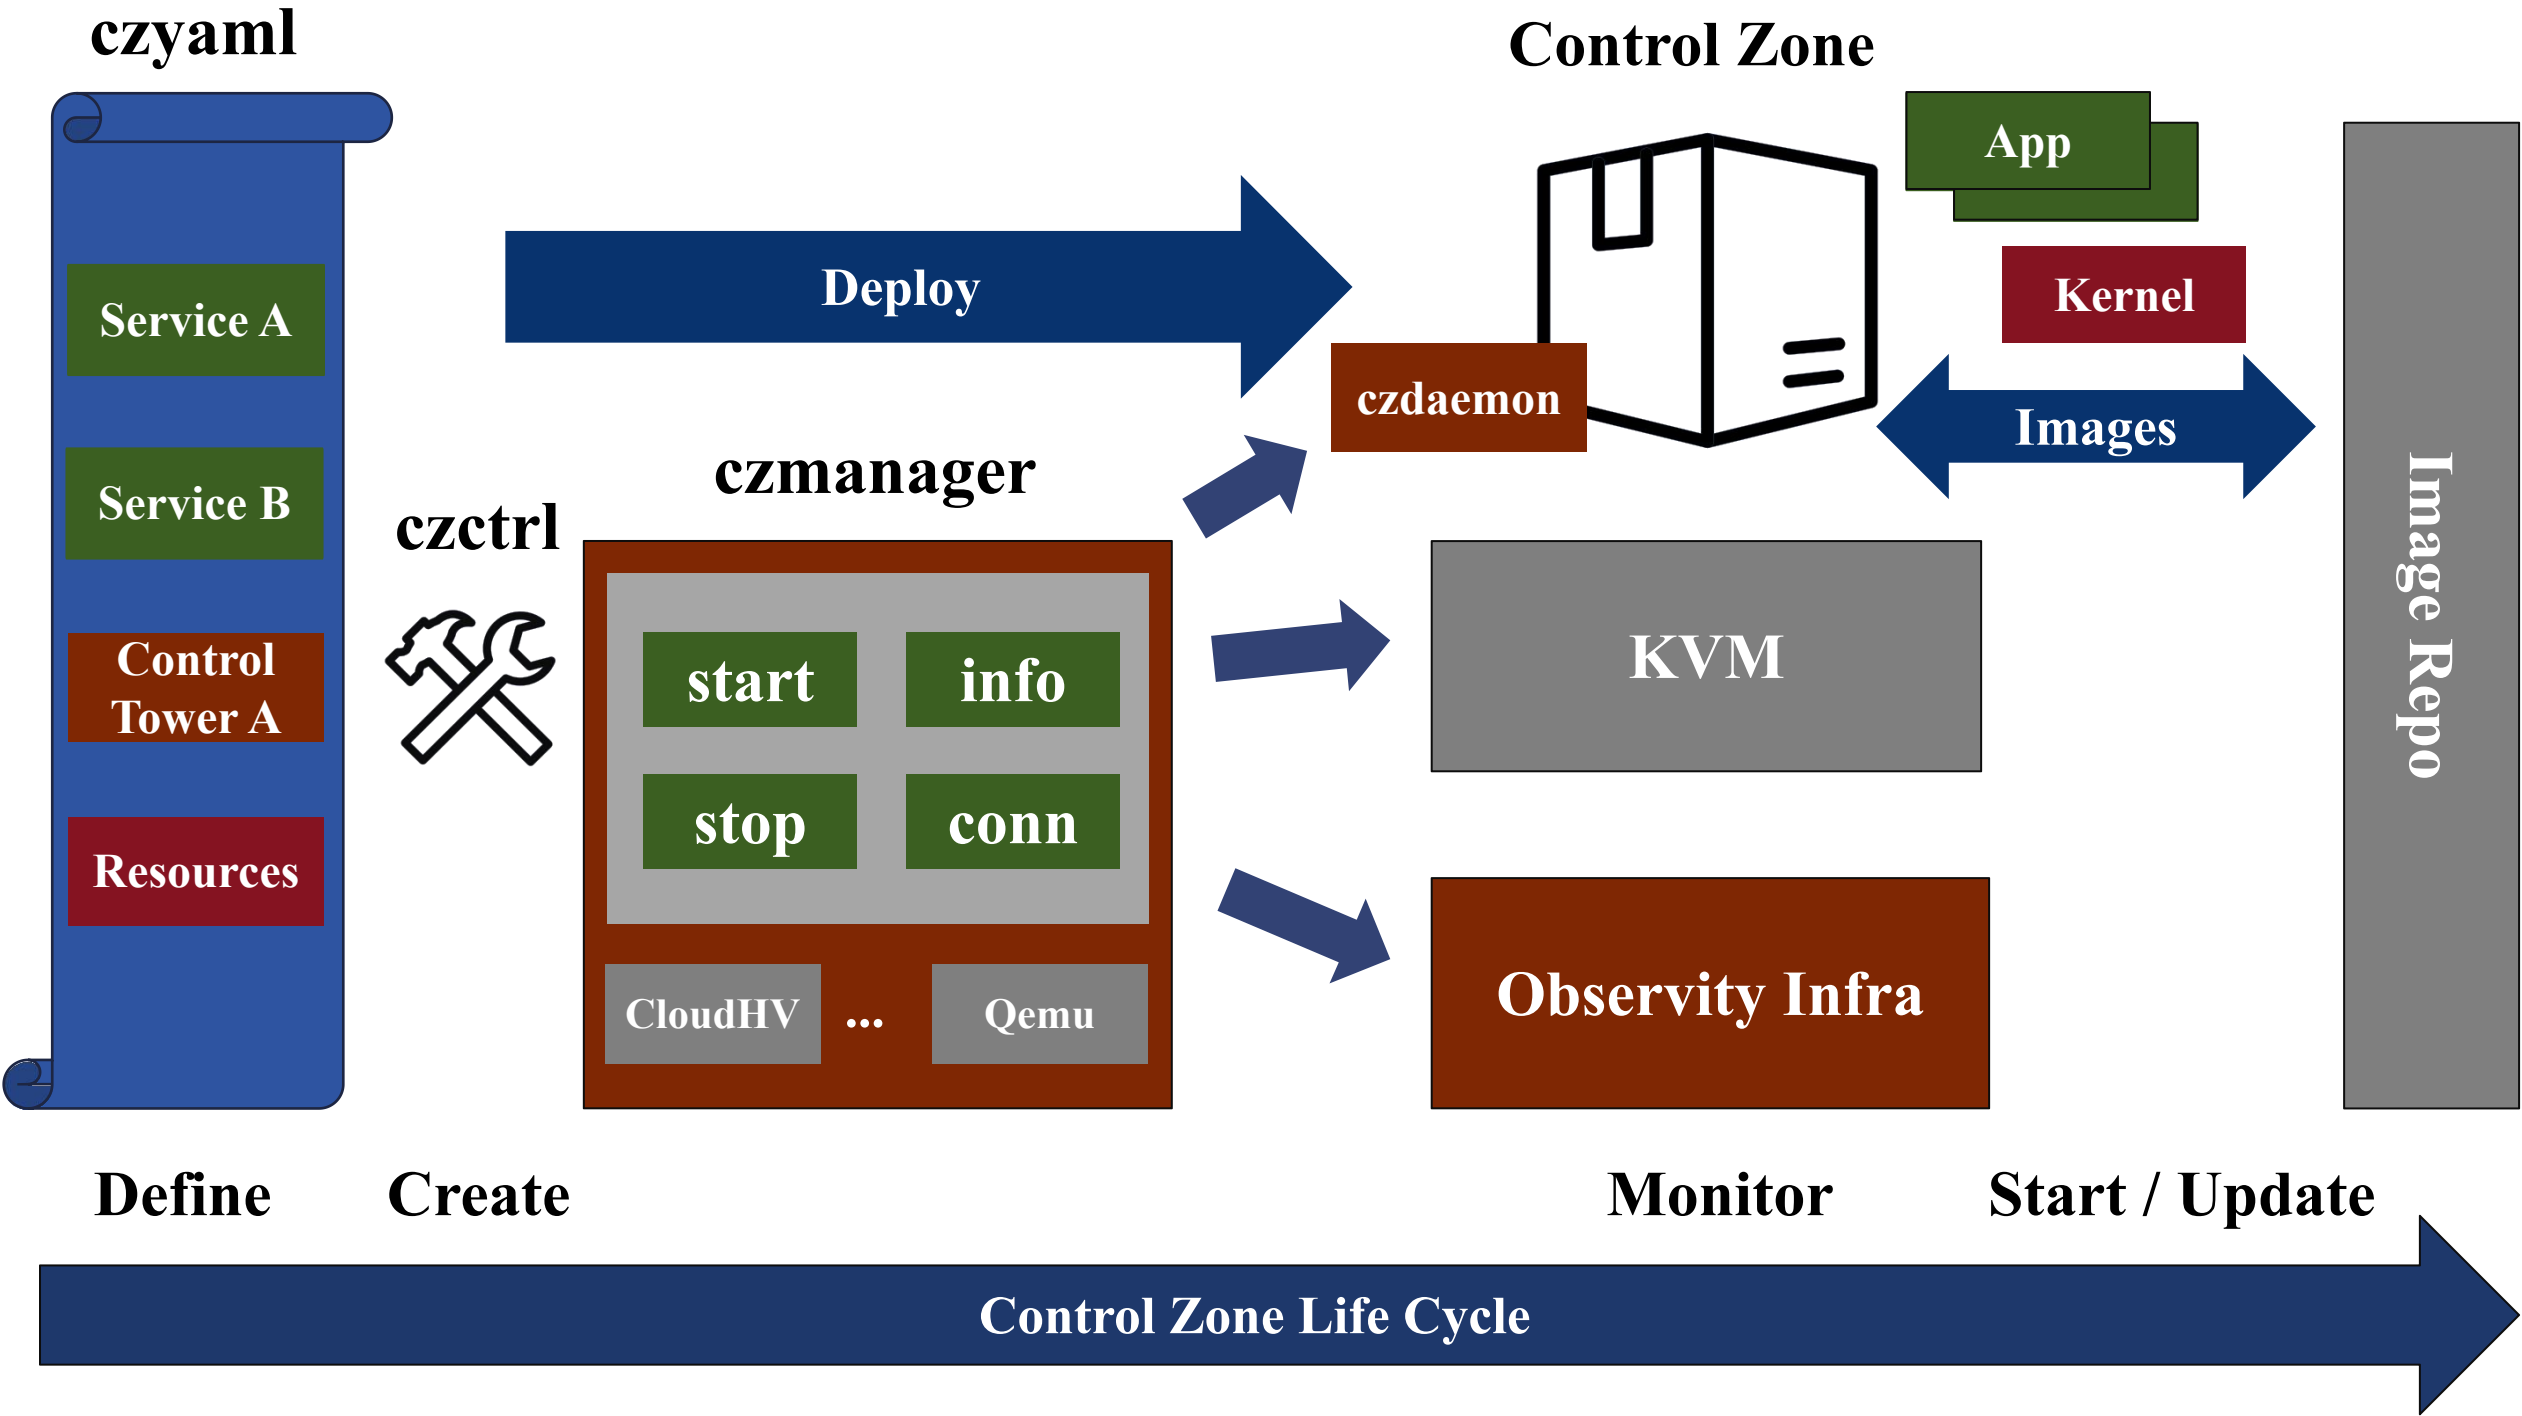 czyaml
Service A
Service B
Control
Tower A
Resources
czctrl
Deploy
czmanager
start
info
stop
conn
CloudHV
...
Qemu
Control Zone
czdaemon
App
Kernel
Images
KVM
Observity Infra
Image Repo
Define
Create
Monitor
Start / Update
Control Zone Life Cycle